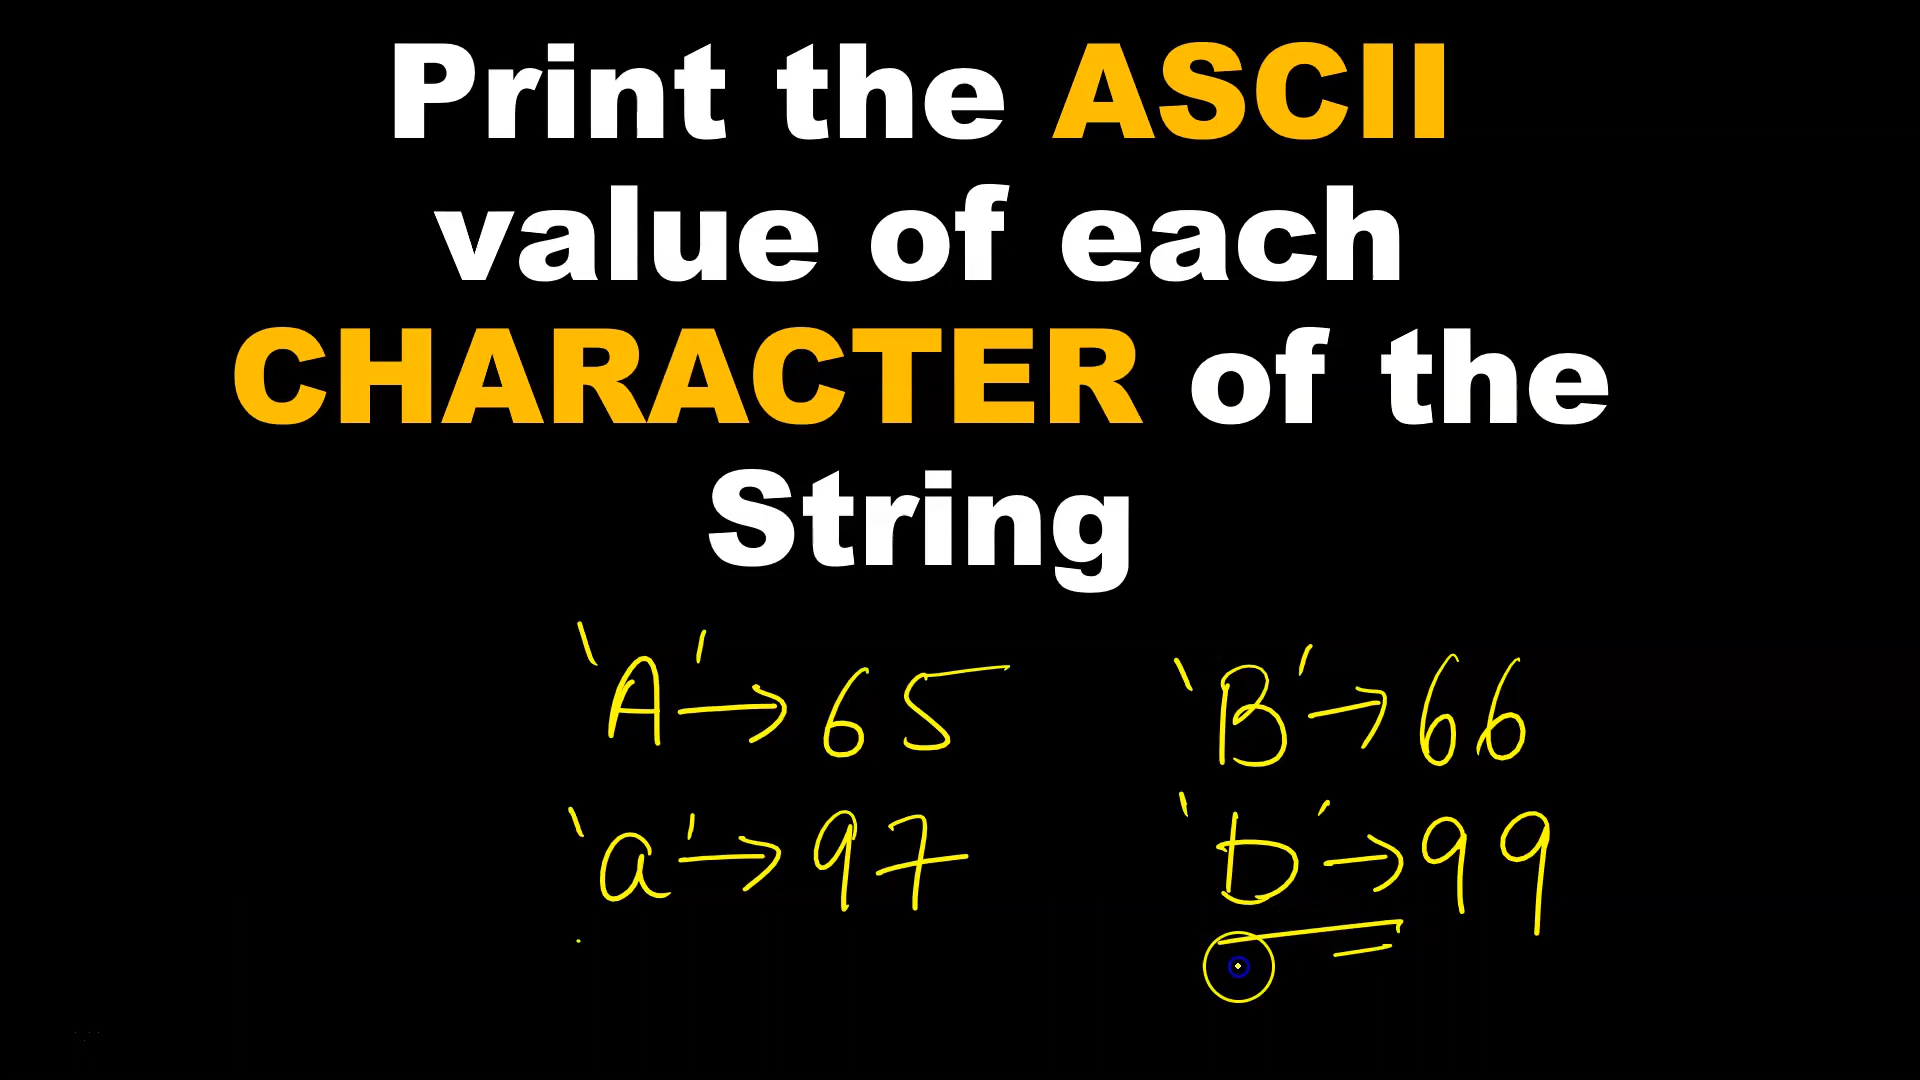 Print the ASCII
value of each
CHARACTER of the
String
'A' → 65 'B' → 66
'a' → 97 'D' → 99